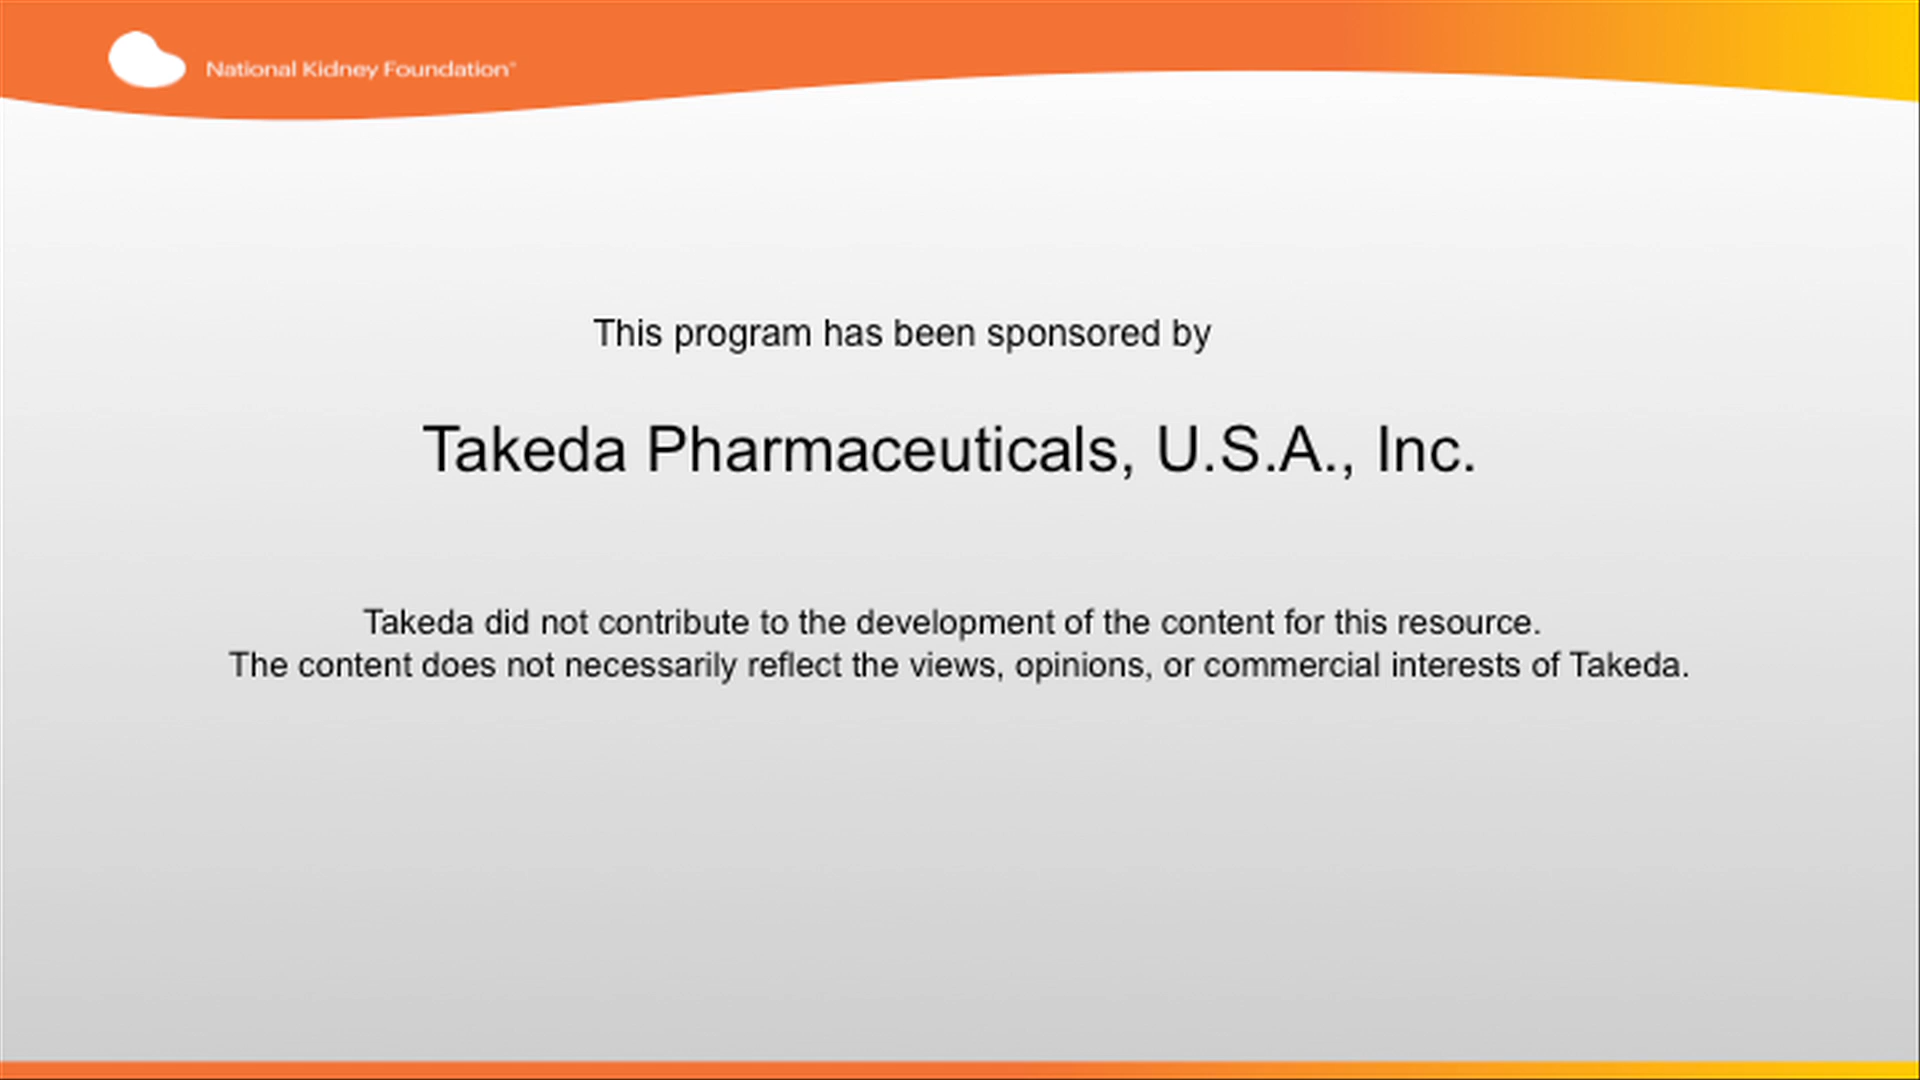 National Kidney Foundation®
This program has been sponsored by
Takeda Pharmaceuticals, U.S.A., Inc.
Takeda did not contribute to the development of the content for this resource.
The content does not necessarily reflect the views, opinions, or commercial interests of Takeda.